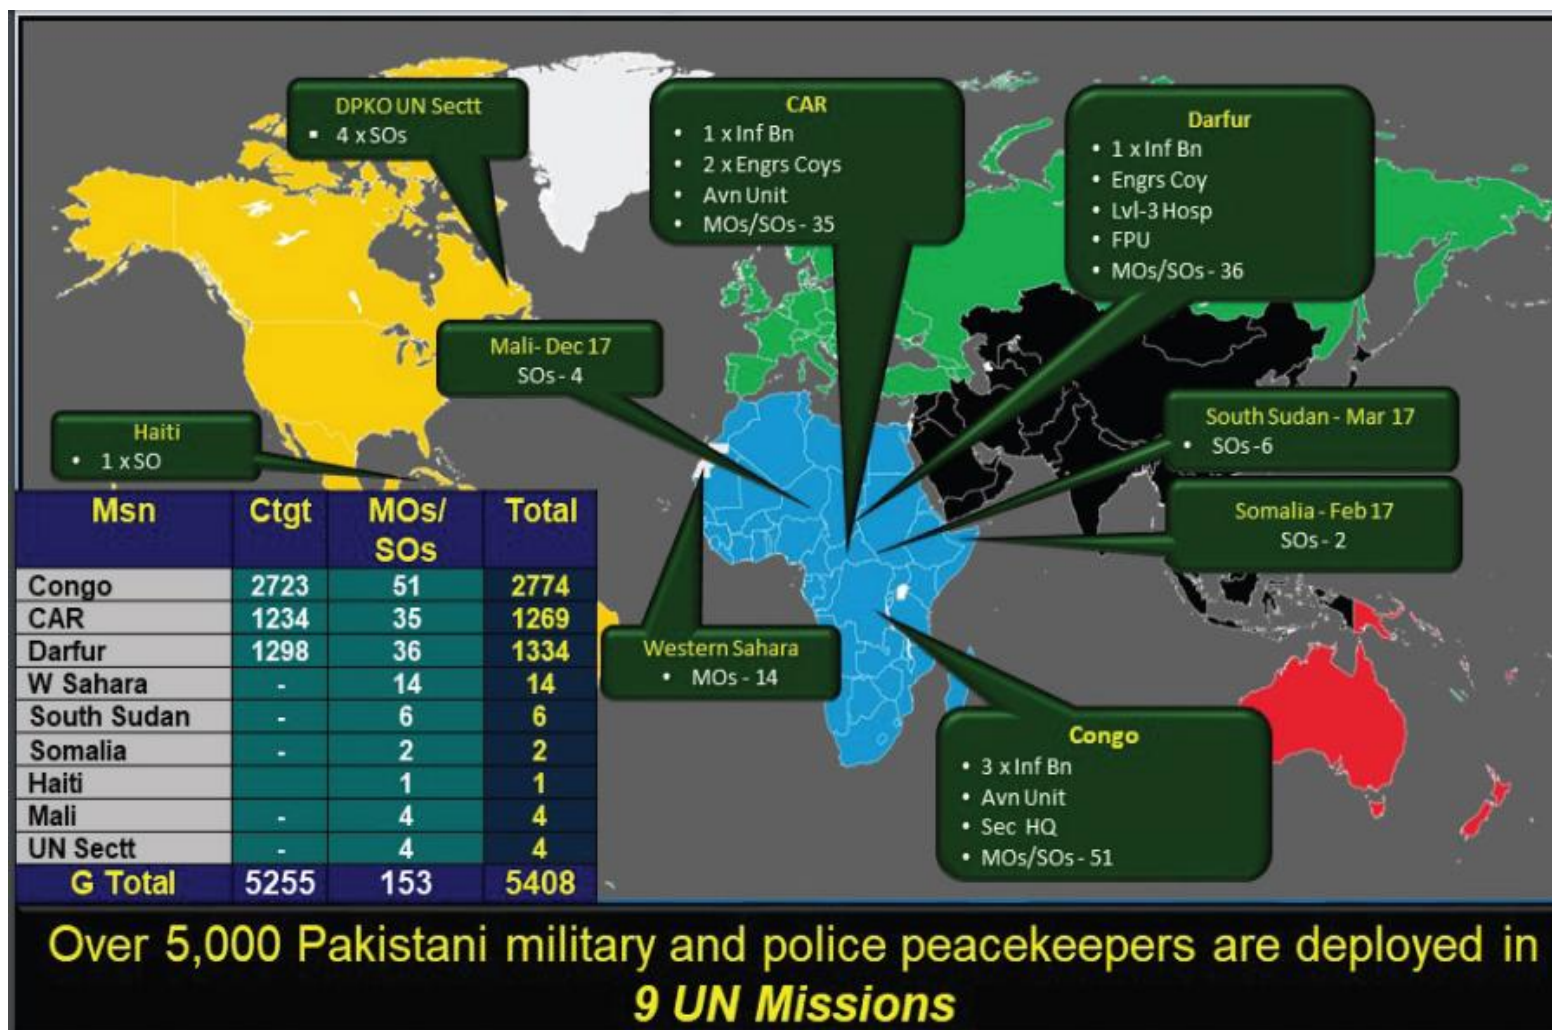 DPKO UN Sectt
▪ 4 x SOs
CAR
• 1 x Inf Bn
• 2 x Engrs Coys
• Avn Unit
• MOs/SOs - 35
Darfur
• 1 x Inf Bn
• Engrs Coy
• Lvl-3 Hosp
• FPU
• MOs/SOs - 36
Mali- Dec 17
SOs - 4
Haiti
• 1 x SO
South Sudan - Mar 17
• SOs -6
Somalia - Feb 17
SOs - 2
Western Sahara
• MOs - 14
Congo
• 3 x Inf Bn
• Avn Unit
• Sec HQ
• MOs/SOs - 51
Msn Ctgt MOs/ Total
SOs
Congo 2723 51 2774
CAR 1234 35 1269
Darfur 1298 36 1334
W Sahara - 14 14
South Sudan - 6 6
Somalia - 2 2
Haiti 1 1
Mali - 4 4
UN Sectt - 4 4
G Total 5255 153 5408
Over 5,000 Pakistani military and police peacekeepers are deployed in
9 UN Missions